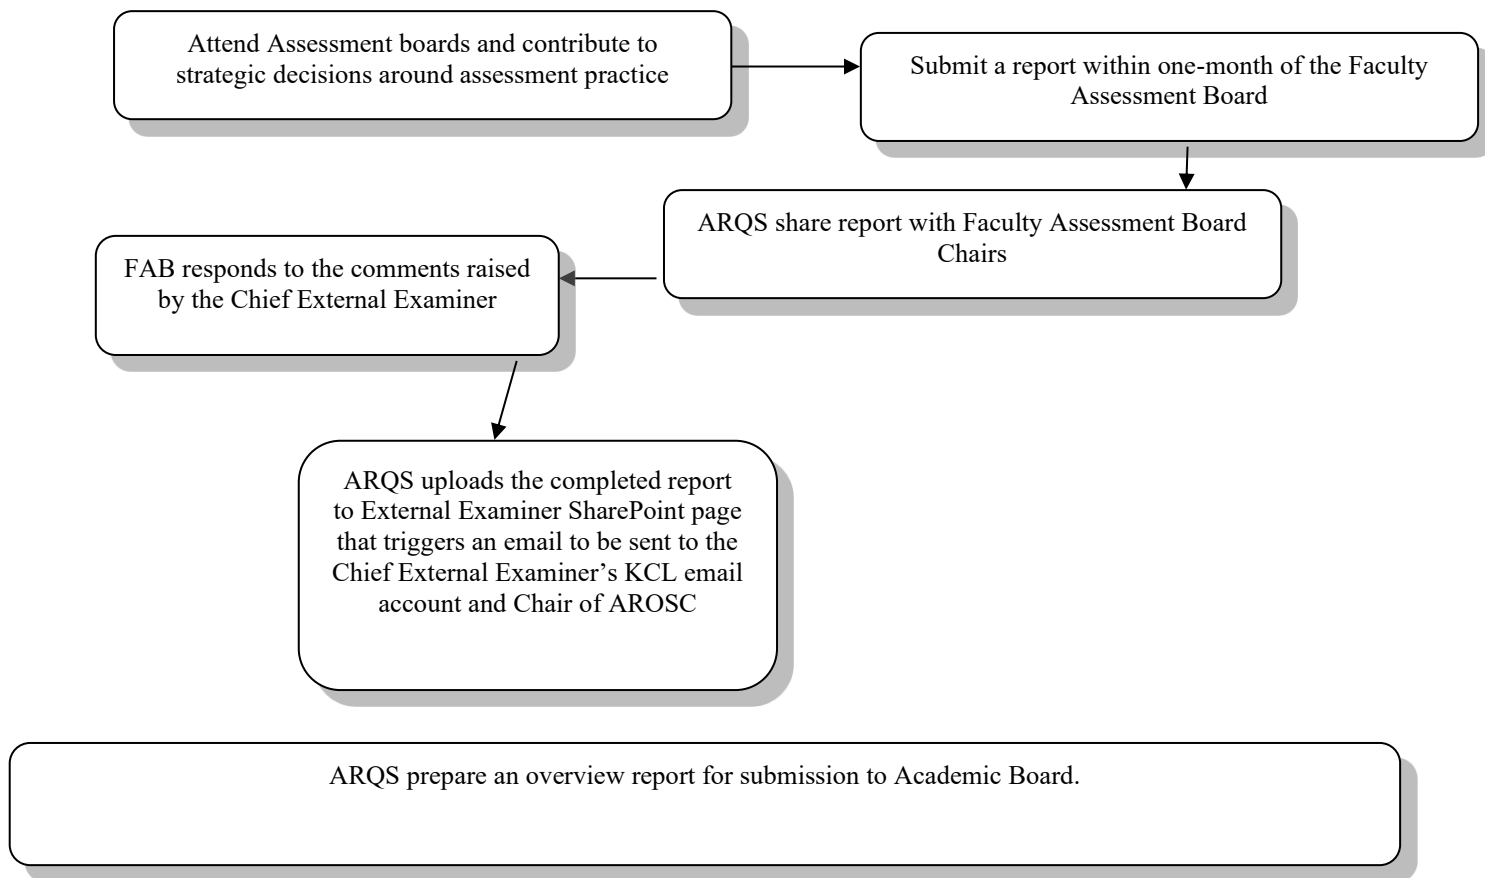 Attend Assessment boards and contribute to
strategic decisions around assessment practice
Submit a report within one-month of the Faculty
Assessment Board
ARQS share report with Faculty Assessment Board
Chairs
FAB responds to the comments raised
by the Chief External Examiner
ARQS uploads the completed report
to External Examiner SharePoint page
that triggers an email to be sent to the
Chief External Examiner’s KCL email
account and Chair of AROSC
ARQS prepare an overview report for submission to Academic Board.